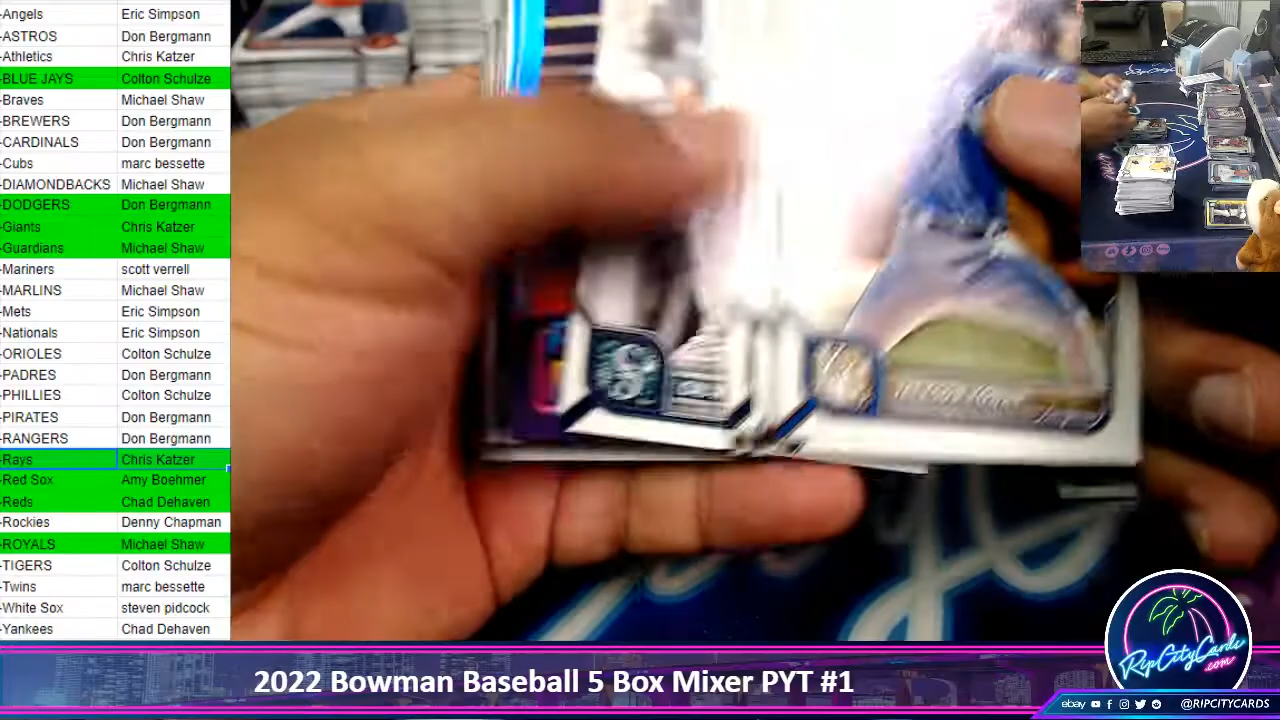 -Angels Eric Simpson
-ASTROS Don Bergmann
-Athletics Chris Katzer
-BLUE JAYS Colton Schulze
-Braves Michael Shaw
-BREWERS Don Bergmann
-CARDINALS Don Bergmann
-Cubs marc bessette
-DIAMONDBACKS Michael Shaw
-DODGERS Don Bergmann
-Giants Chris Katzer
-Guardians Michael Shaw
-Mariners scott verrell
-MARLINS Michael Shaw
-Mets Eric Simpson
-Nationals Eric Simpson
-ORIOLES Colton Schulze
-PADRES Don Bergmann
-PHILLIES Colton Schulze
-PIRATES Don Bergmann
-RANGERS Don Bergmann
-Rays Chris Katzer
-Red Sox Amy Boehmer
-Reds Chad Dehaven
-Rockies Denny Chapman
-ROYALS Michael Shaw
-TIGERS Colton Schulze
-Twins marc bessette
-White Sox steven pidcock
-Yankees Chad Dehaven
2022 Bowman Baseball 5 Box Mixer PYT #1
RipCityCards
.com
ebay @RIPCITYCARDS